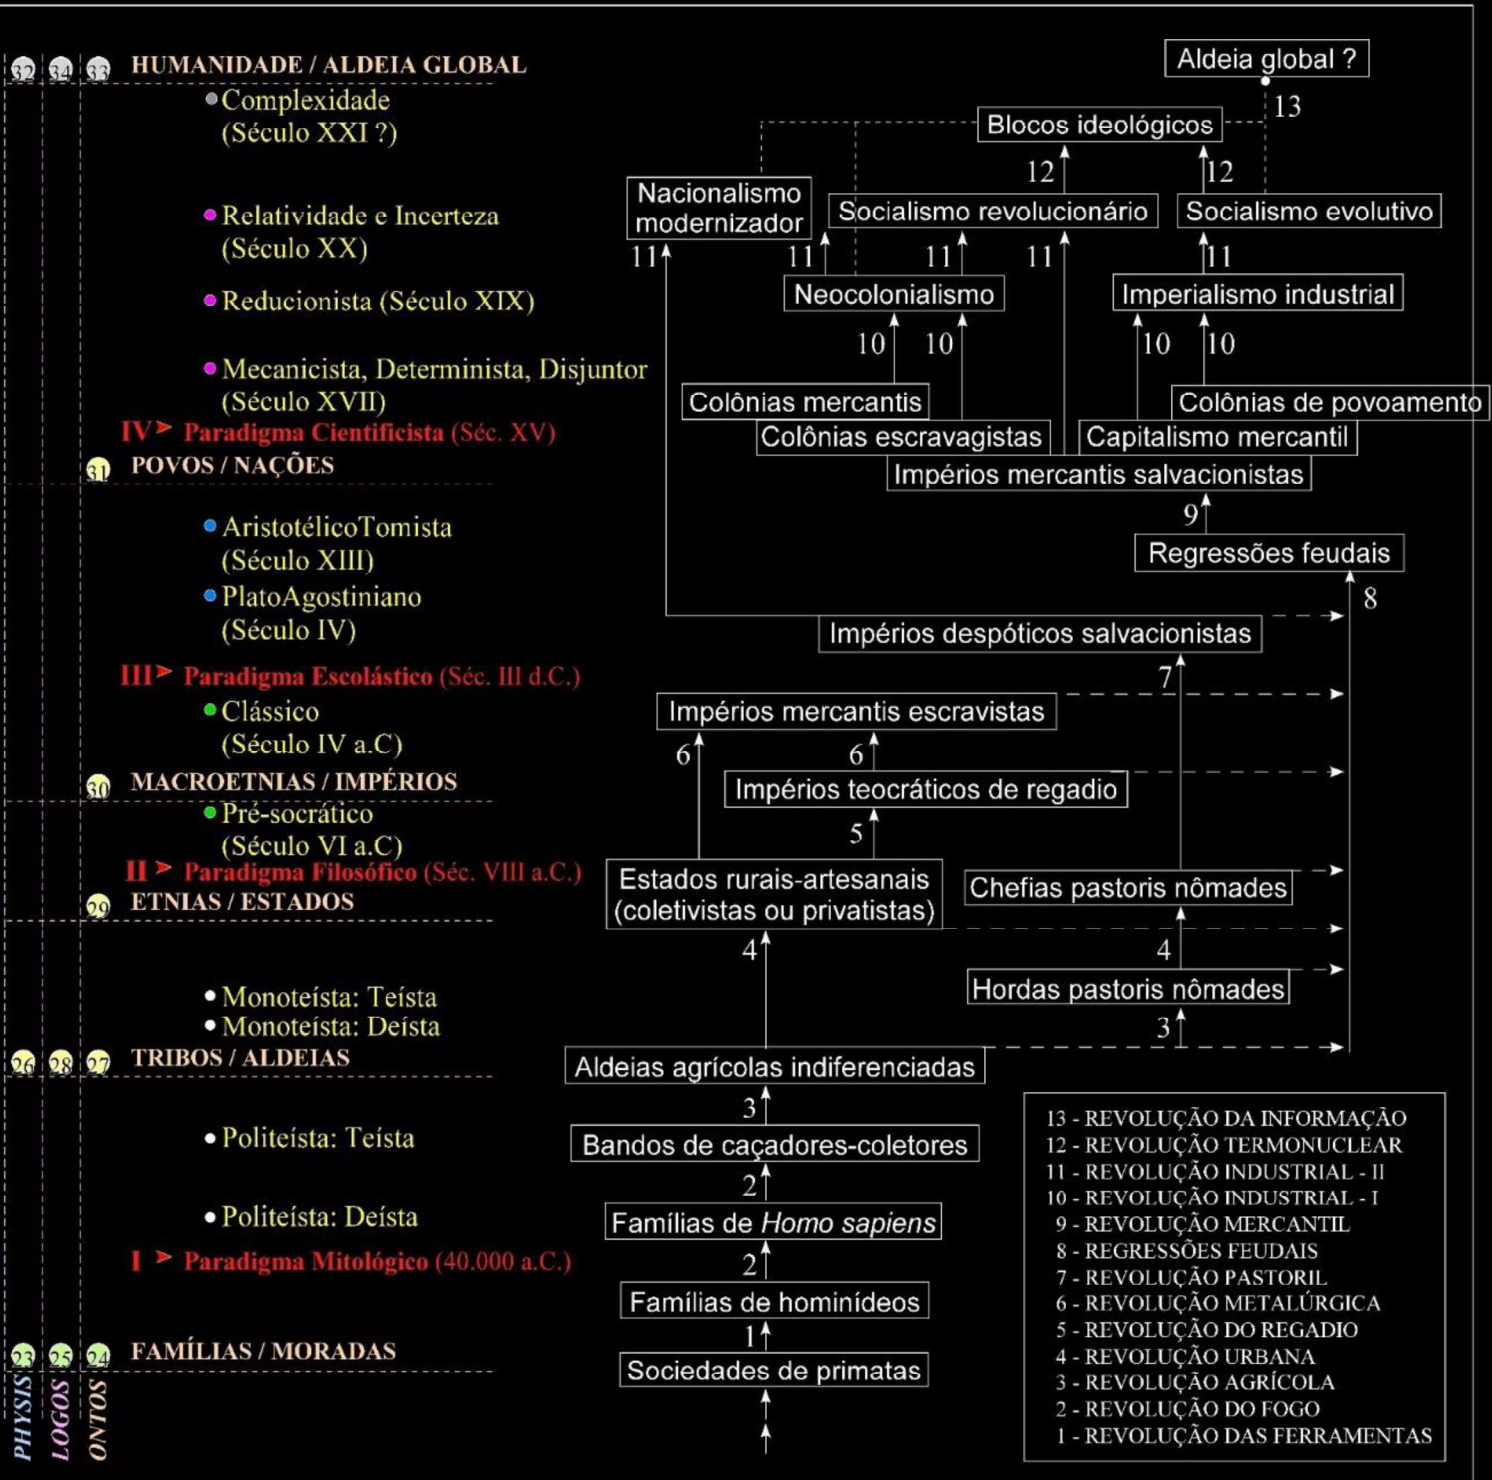 32 34 33 HUMANIDADE / ALDEIA GLOBAL
Complexidade
(Século XXI ?)
Relatividade e Incerteza
(Século XX)
Reducionista (Século XIX)
Mecanicista, Determinista, Disjuntor
(Século XVII)
IV Paradigma Cientificista (Séc. XV)
31 POVOS / NAÇÕES
AristotélicoTomista
(Século XIII)
PlatoAgostiniano
(Século IV)
III Paradigma Escolástico (Séc. III d.C.)
Clássico
(Século IV a.C)
30 MACROETNIAS / IMPÉRIOS
Pré-socrático
(Século VI a.C)
II Paradigma Filosófico (Séc. VIII a.C.)
29 ETNIAS / ESTADOS
Monoteísta: Teísta
Monoteísta: Deísta
26 28 27 TRIBOS / ALDEIAS
Politeísta: Teísta
Politeísta: Deísta
I Paradigma Mitológico (40.000 a.C.)
23 25 24 FAMÍLIAS / MORADAS
PHYSIS
LOGOS
ONTOS
Aldeia global ?
13
Blocos ideológicos
12 12
Nacionalismo
modernizador
Socialismo revolucionário
Socialismo evolutivo
11 11 11 11 11
Neocolonialismo
Imperialismo industrial
10 10 10 10
Colônias mercantis
Colônias de povoamento
Colônias escravagistas
Capitalismo mercantil
Impérios mercantis salvacionistas
9
Regressões feudais
8
Impérios despóticos salvacionistas
7
Impérios mercantis escravistas
6 6
Impérios teocráticos de regadio
5
Estados rurais-artesanais
(coletivistas ou privatistas)
Chefias pastoris nômades
4 4
Hordas pastoris nômades
3
Aldeias agrícolas indiferenciadas
3
Bandos de caçadores-coletores
2
Famílias de Homo sapiens
2
Famílias de hominídeos
1
Sociedades de primatas
13 - REVOLUÇÃO DA INFORMAÇÃO
12 - REVOLUÇÃO TERMONUCLEAR
11 - REVOLUÇÃO INDUSTRIAL - II
10 - REVOLUÇÃO INDUSTRIAL - I
9 - REVOLUÇÃO MERCANTIL
8 - REGRESSÕES FEUDAIS
7 - REVOLUÇÃO PASTORIL
6 - REVOLUÇÃO METALÚRGICA
5 - REVOLUÇÃO DO REGADIO
4 - REVOLUÇÃO URBANA
3 - REVOLUÇÃO AGRÍCOLA
2 - REVOLUÇÃO DO FOGO
1 - REVOLUÇÃO DAS FERRAMENTAS